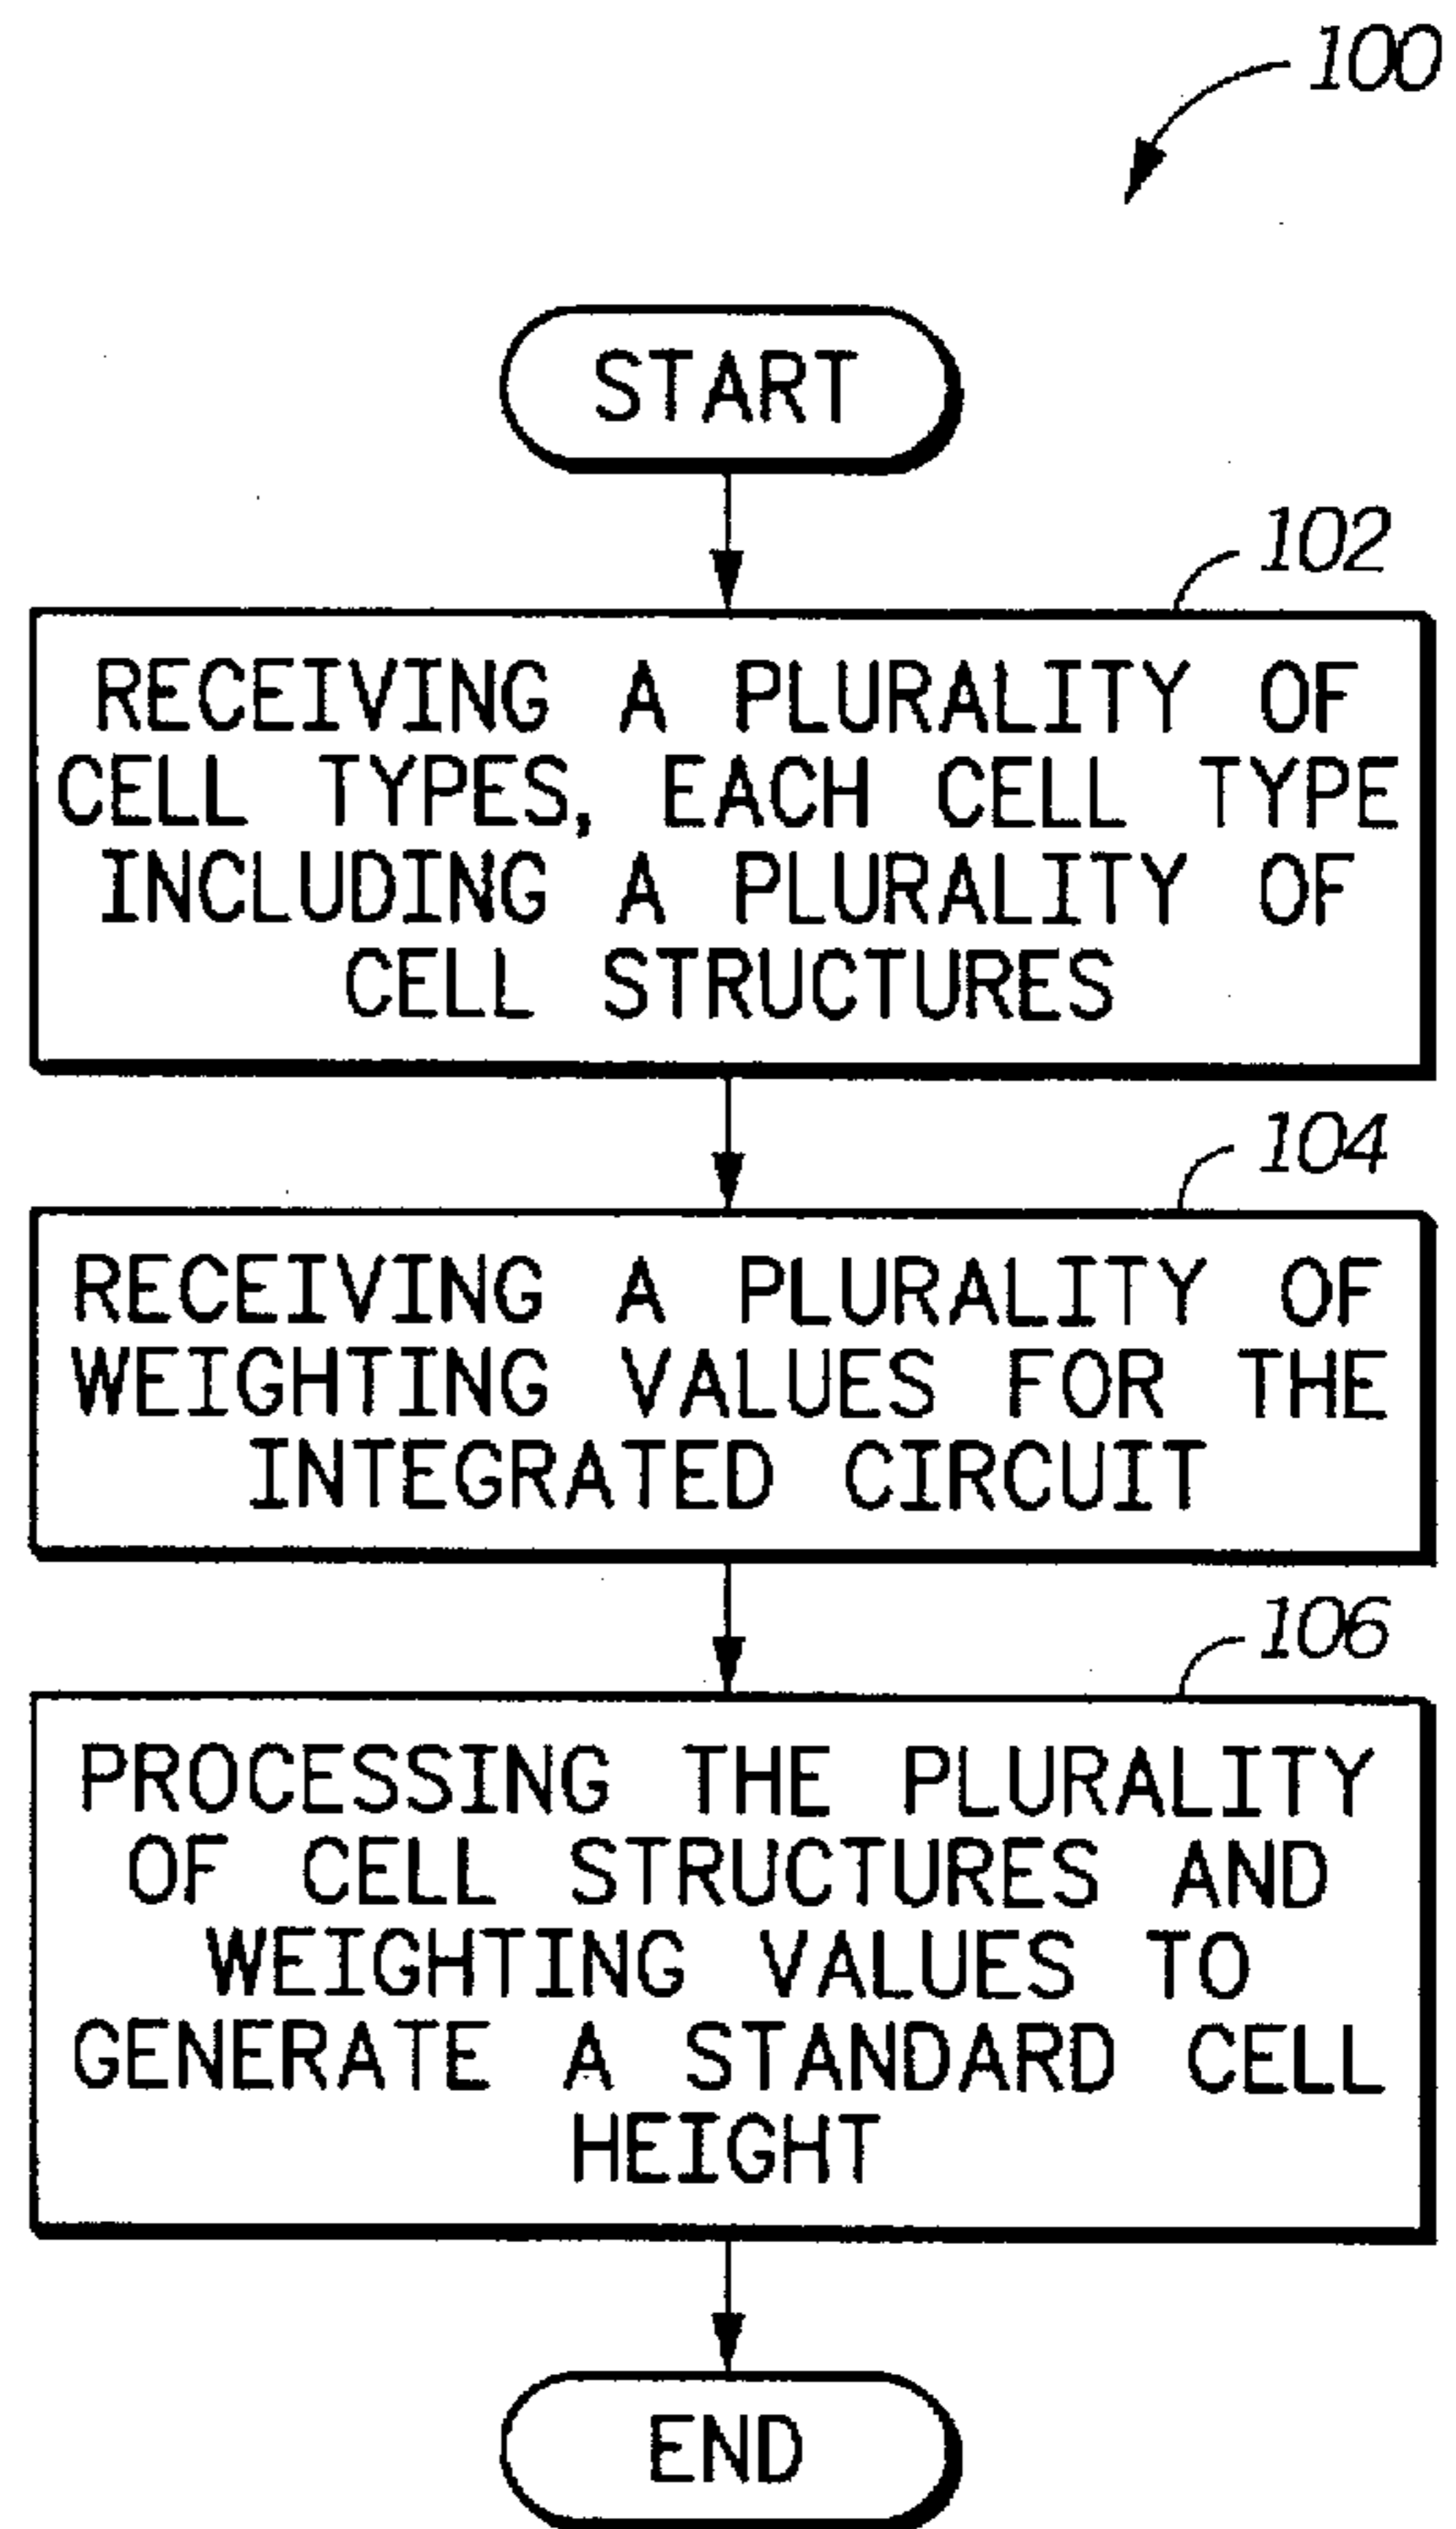 100
START
102
RECEIVING A PLURALITY OF
CELL TYPES, EACH CELL TYPE
INCLUDING A PLURALITY OF
CELL STRUCTURES
104
RECEIVING A PLURALITY OF
WEIGHTING VALUES FOR THE
INTEGRATED CIRCUIT
106
PROCESSING THE PLURALITY
OF CELL STRUCTURES AND
WEIGHTING VALUES TO
GENERATE A STANDARD CELL
HEIGHT
END